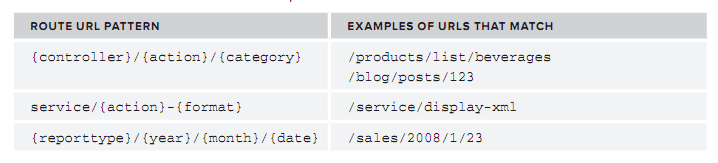 ROUTE URL PATTERN EXAMPLES OF URLS THAT MATCH
{controller}/{action}/{category} /products/list/beverages
/blog/posts/123
service/{action}-{format} /service/display-xml
{reporttype}/{year}/{month}/{date} /sales/2008/1/23